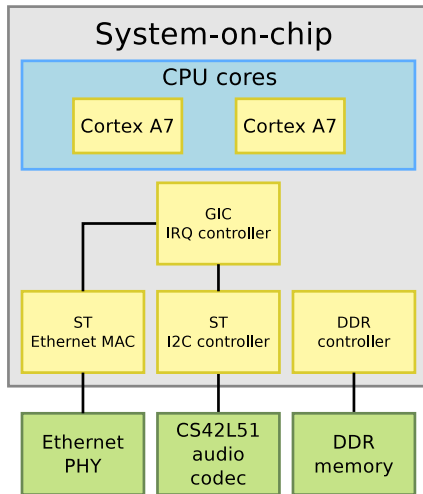 System-on-chip
CPU cores
Cortex A7
Cortex A7
GIC
IRQ controller
ST
Ethernet MAC
ST
I2C controller
DDR
controller
Ethernet
PHY
CS42L51
audio
codec
DDR
memory